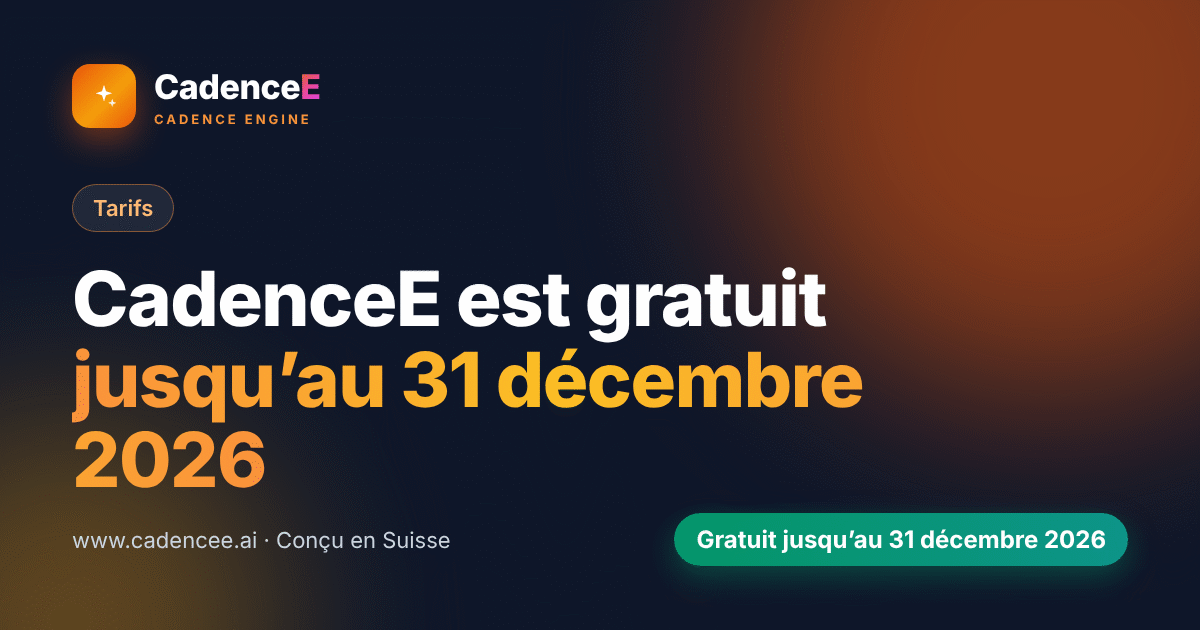 CadenceE
CADENCE ENGINE
Tarifs
CadenceE est gratuit
jusqu’au 31 décembre
2026
www.cadencee.ai · Conçu en Suisse
Gratuit jusqu’au 31 décembre 2026